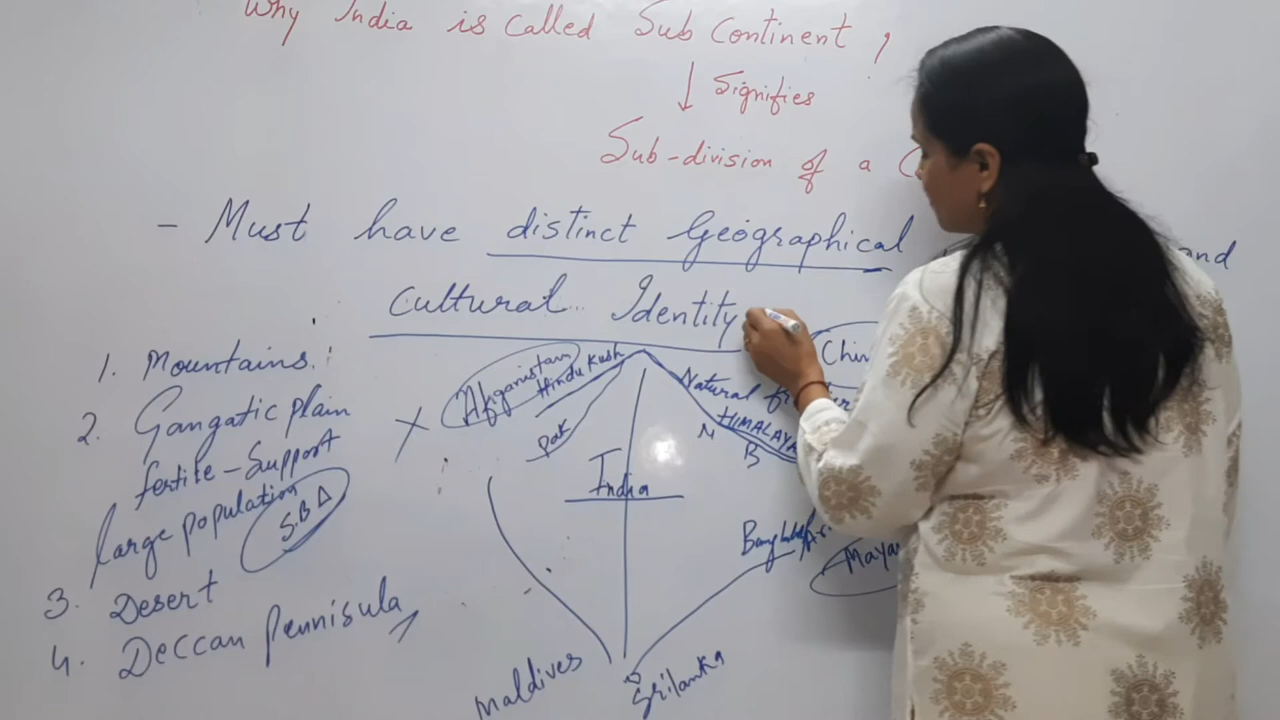 Why India is called Sub Continent ?
Signifies
Sub-division of a
- Must have distinct Geographical and
Cultural Identity
1. Mountains.
2. Gangatic plain
fertile - Support
large population
S.B.D
3. Desert
4. Deccan Pennisula
X
Afganistan
Hindu Kush
Pak
Natural
HIMALAYA
N
B
India
Maldives
Srilanka